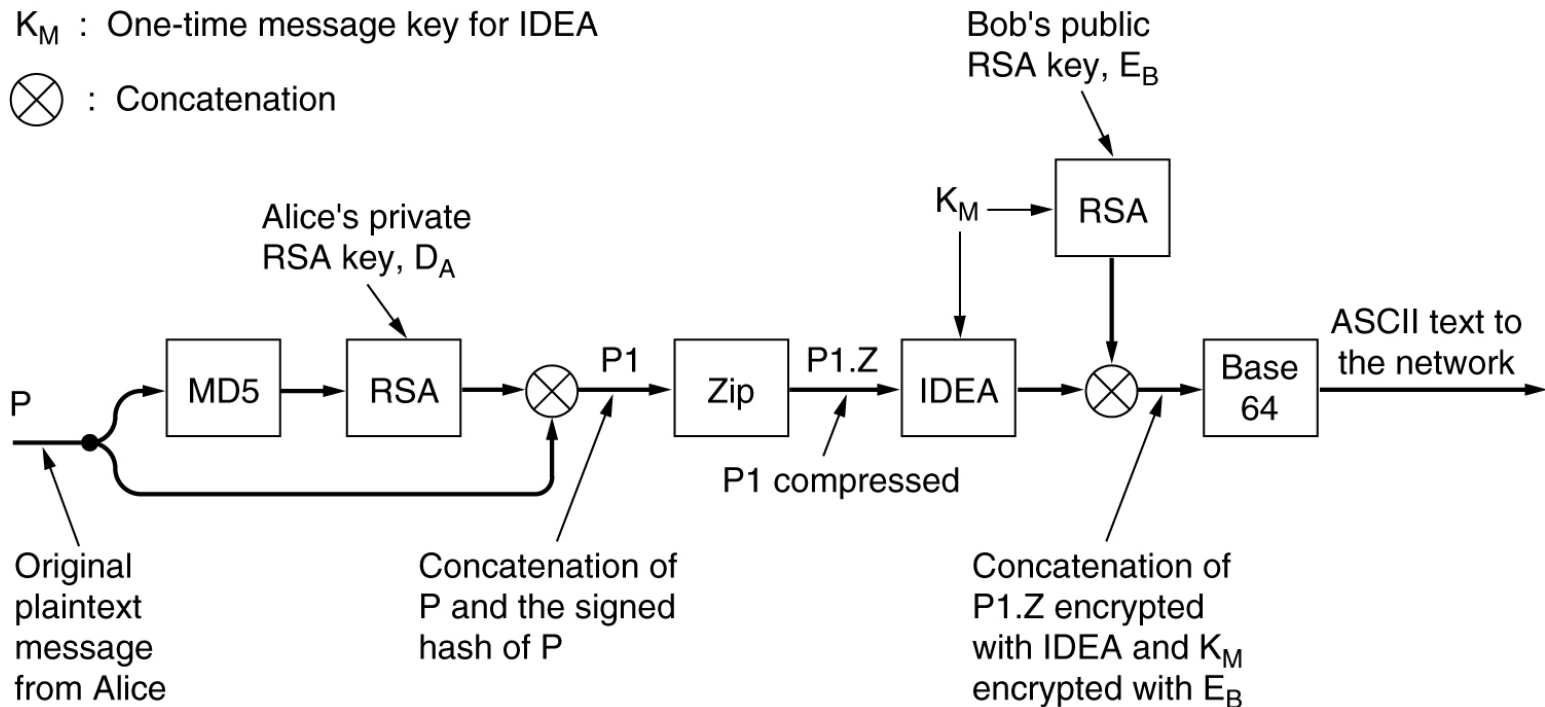 K_M : One-time message key for IDEA
: Concatenation
Bob's public
RSA key, E_B
Alice's private
RSA key, D_A
K_M
RSA
P
MD5
RSA
P1
Zip
P1.Z
IDEA
Base
64
ASCII text to
the network
P1 compressed
Original
plaintext
message
from Alice
Concatenation of
P and the signed
hash of P
Concatenation of
P1.Z encrypted
with IDEA and K_M
encrypted with E_B